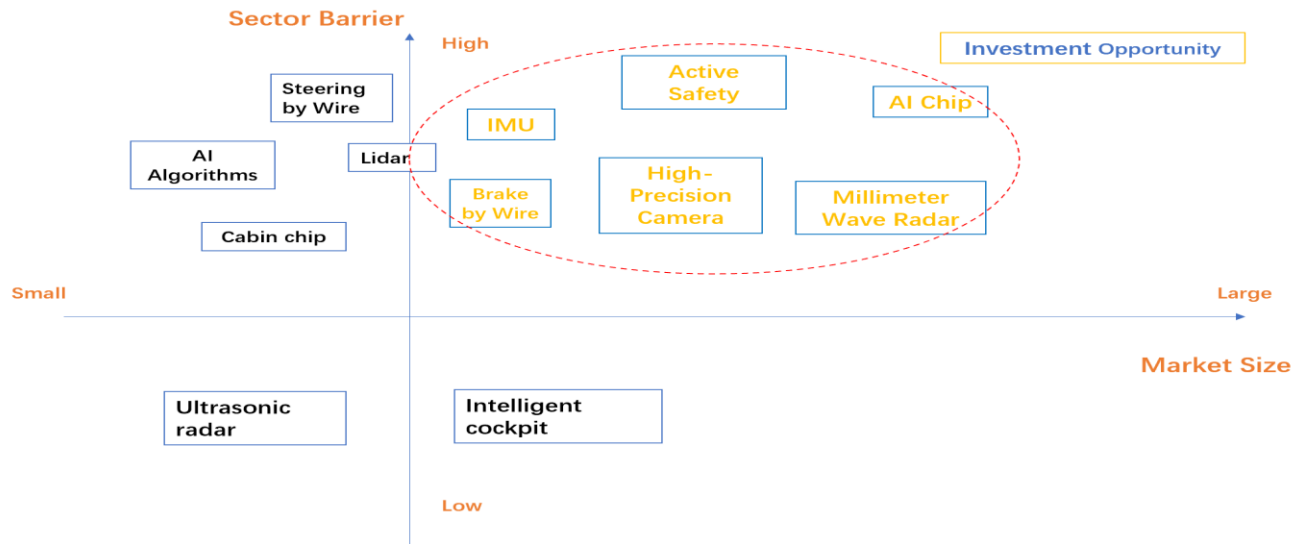 Sector Barrier
High
Investment Opportunity
Active
Safety
Steering
by Wire
AI Chip
IMU
AI
Algorithms
Lidar
High-
Precision
Camera
Brake
by Wire
Millimeter
Wave Radar
Cabin chip
Small
Large
Market Size
Ultrasonic
radar
Intelligent
cockpit
Low